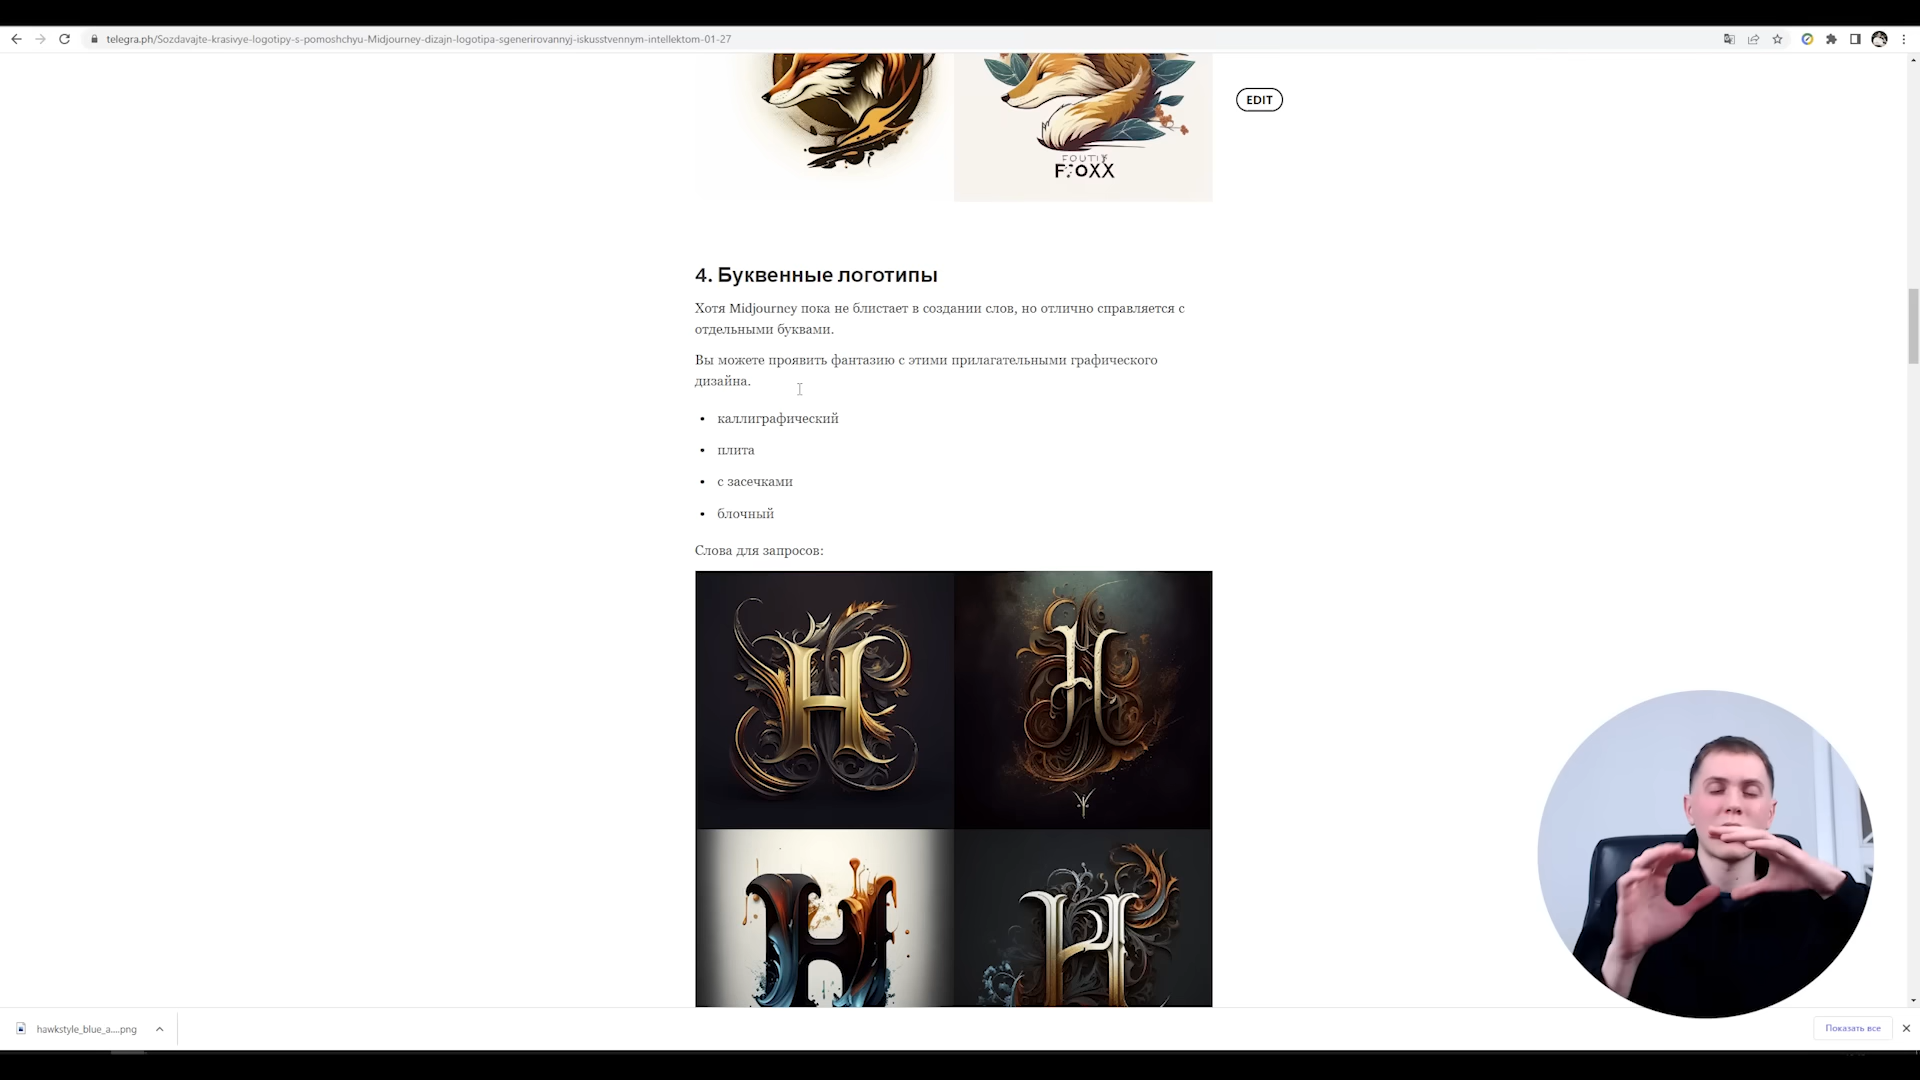 telegra.ph/Sozdavajte-krasivye-logotipy-s-pomoshchyu-Midjourney-dizajn-logotipa-sgenerirovannyj-iskusstvennym-intellektom-01-27
EDIT
FOUTIY
F:OXX
4. Буквенные логотипы
Хотя Midjourney пока не блистает в создании слов, но отлично справляется с
отдельными буквами.
Вы можете проявить фантазию с этими прилагательными графического
дизайна.
• каллиграфический
• плита
• с засечками
• блочный
Слова для запросов:
H
H
H
H
hawkstyle_blue_a....png
Показать все